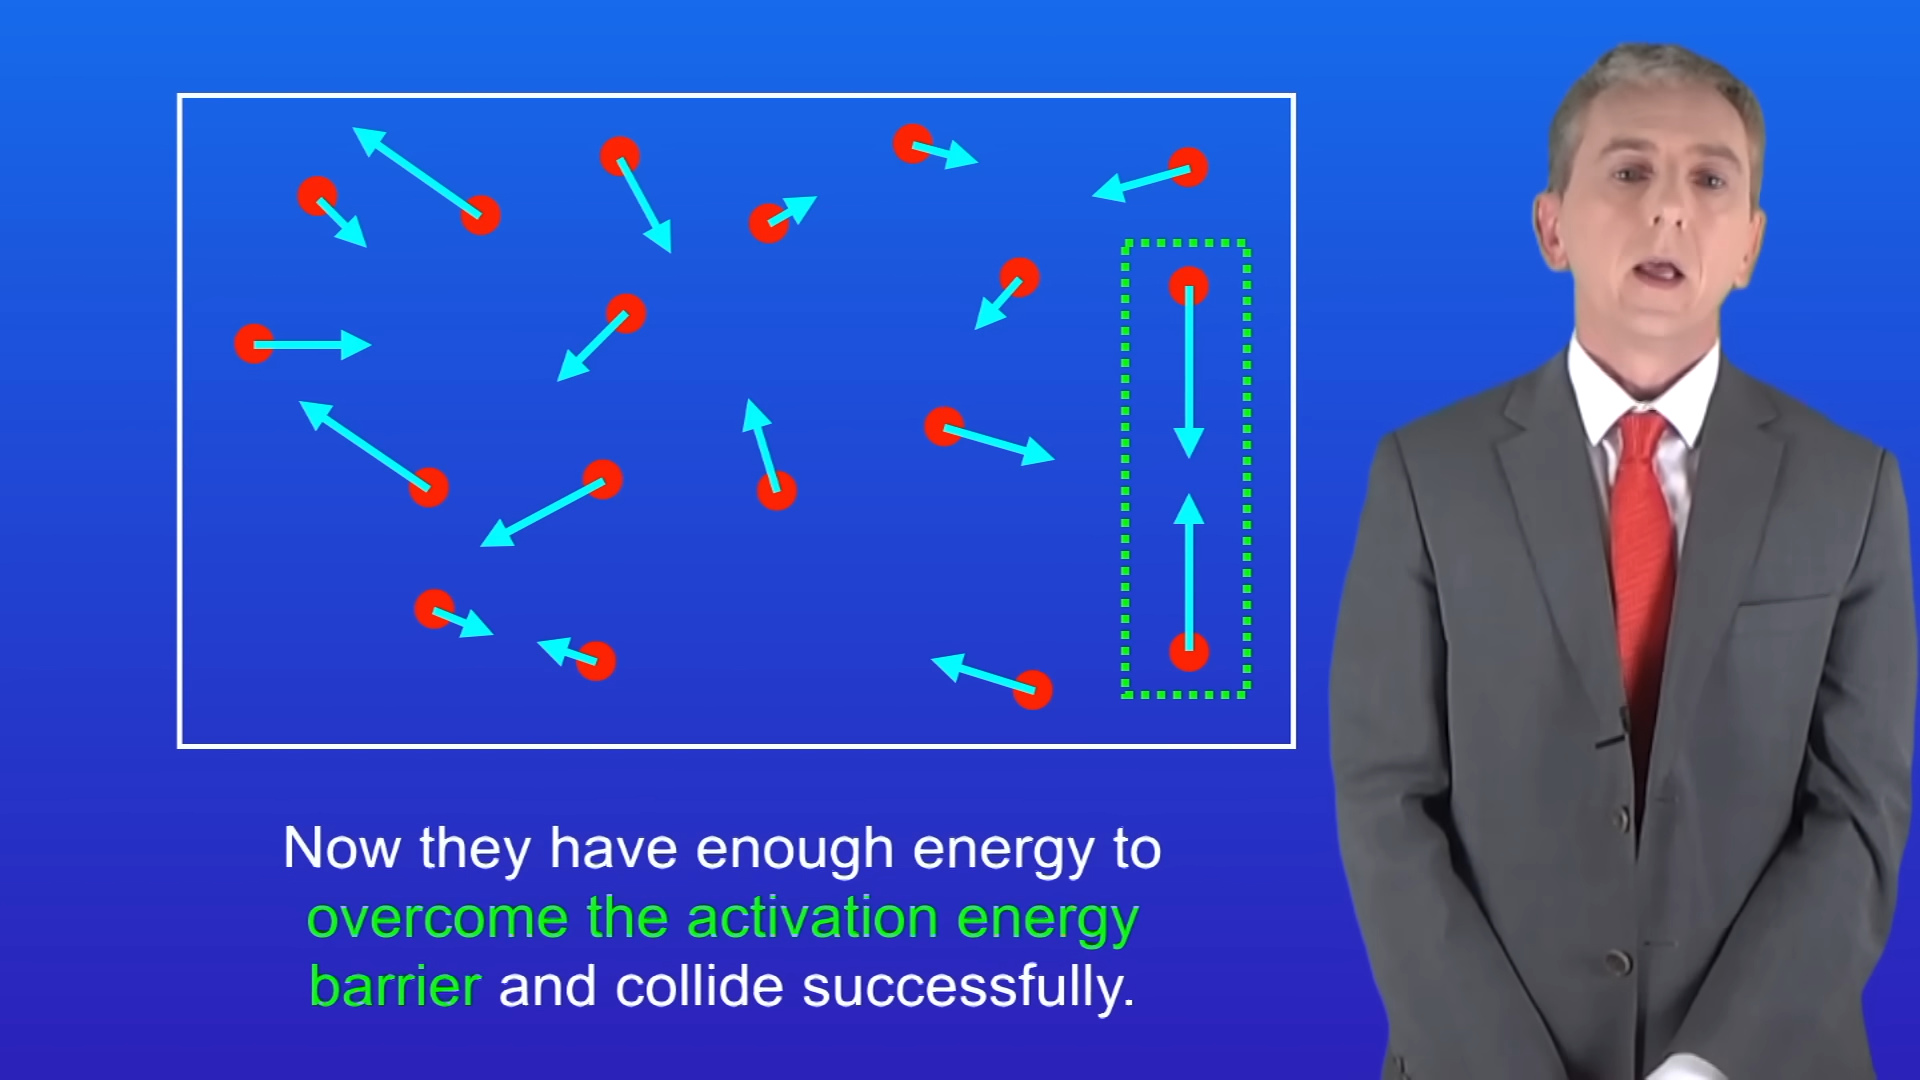 Now they have enough energy to
overcome the activation energy
barrier and collide successfully.